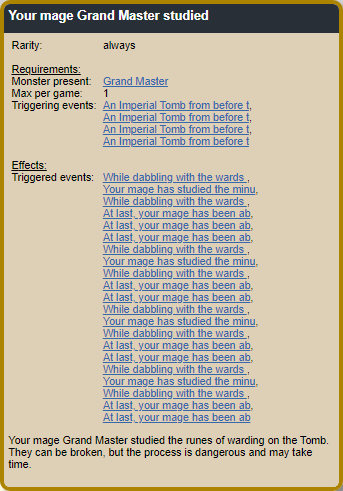 Your mage Grand Master studied
Rarity: always
Requirements:
Monster present: Grand Master
Max per game: 1
Triggering events: An Imperial Tomb from before t,
An Imperial Tomb from before t,
An Imperial Tomb from before t,
An Imperial Tomb from before t
Effects:
Triggered events: While dabbling with the wards ,
Your mage has studied the minu,
While dabbling with the wards ,
At last, your mage has been ab,
At last, your mage has been ab,
At last, your mage has been ab,
While dabbling with the wards ,
Your mage has studied the minu,
While dabbling with the wards ,
At last, your mage has been ab,
At last, your mage has been ab,
While dabbling with the wards ,
Your mage has studied the minu,
While dabbling with the wards ,
At last, your mage has been ab,
At last, your mage has been ab,
While dabbling with the wards ,
Your mage has studied the minu,
While dabbling with the wards ,
At last, your mage has been ab,
At last, your mage has been ab
Your mage Grand Master studied the runes of warding on the Tomb.
They can be broken, but the process is dangerous and may take
time.